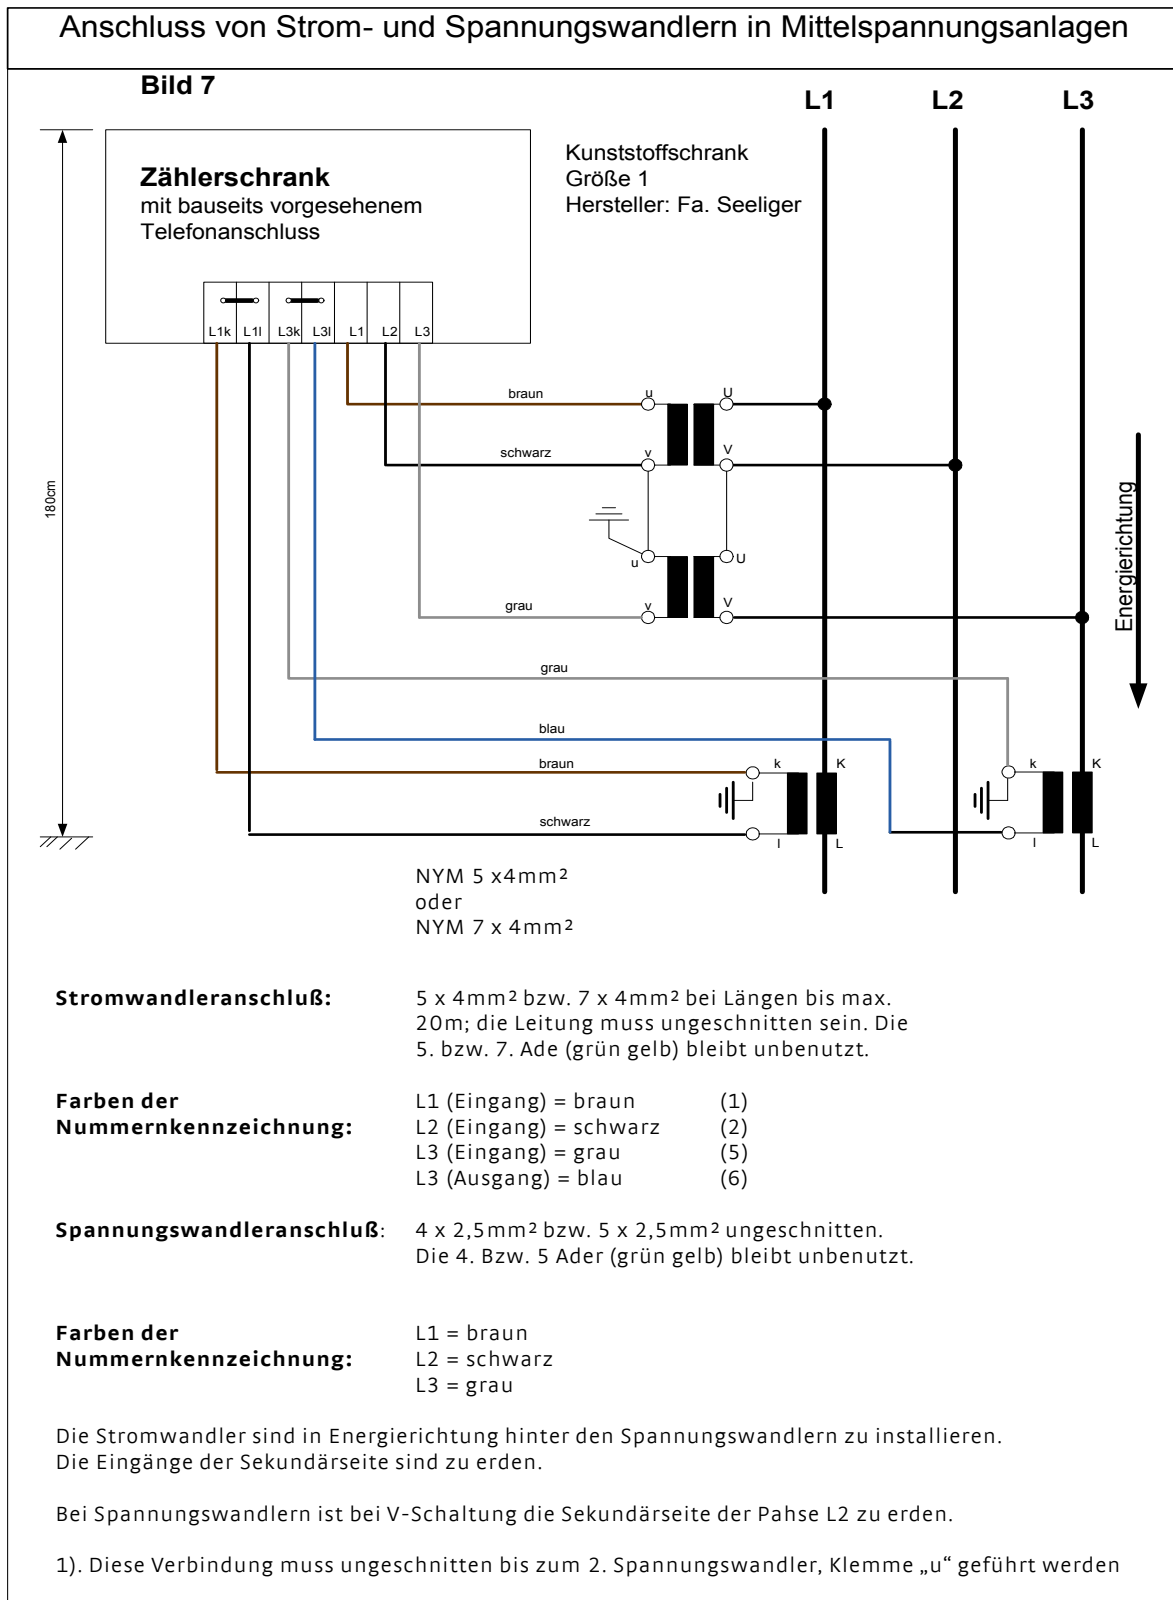 Anschluss von Strom- und Spannungswandlern in Mittelspannungsanlagen
Bild 7
L1 L2 L3
Zählerschrank
mit bauseits vorgesehenem
Telefonanschluss
Kunststoffschrank
Größe 1
Hersteller: Fa. Seeliger
L1k L1l L3k L3l L1 L2 L3
braun u U
schwarz v V
180cm
Energierichtung
u U
grau v V
grau
blau
braun k K k K
schwarz l L l L
NYM 5 x4mm²
oder
NYM 7 x 4mm²
Stromwandleranschluß: 5 x 4mm² bzw. 7 x 4mm² bei Längen bis max.
20m; die Leitung muss ungeschnitten sein. Die
5. bzw. 7. Ade (grün gelb) bleibt unbenutzt.
Farben der L1 (Eingang) = braun (1)
Nummernkennzeichnung: L2 (Eingang) = schwarz (2)
L3 (Eingang) = grau (5)
L3 (Ausgang) = blau (6)
Spannungswandleranschluß: 4 x 2,5mm² bzw. 5 x 2,5mm² ungeschnitten.
Die 4. Bzw. 5 Ader (grün gelb) bleibt unbenutzt.
Farben der L1 = braun
Nummernkennzeichnung: L2 = schwarz
L3 = grau
Die Stromwandler sind in Energierichtung hinter den Spannungswandlern zu installieren.
Die Eingänge der Sekundärseite sind zu erden.
Bei Spannungswandlern ist bei V-Schaltung die Sekundärseite der Pahse L2 zu erden.
1). Diese Verbindung muss ungeschnitten bis zum 2. Spannungswandler, Klemme „u“ geführt werden